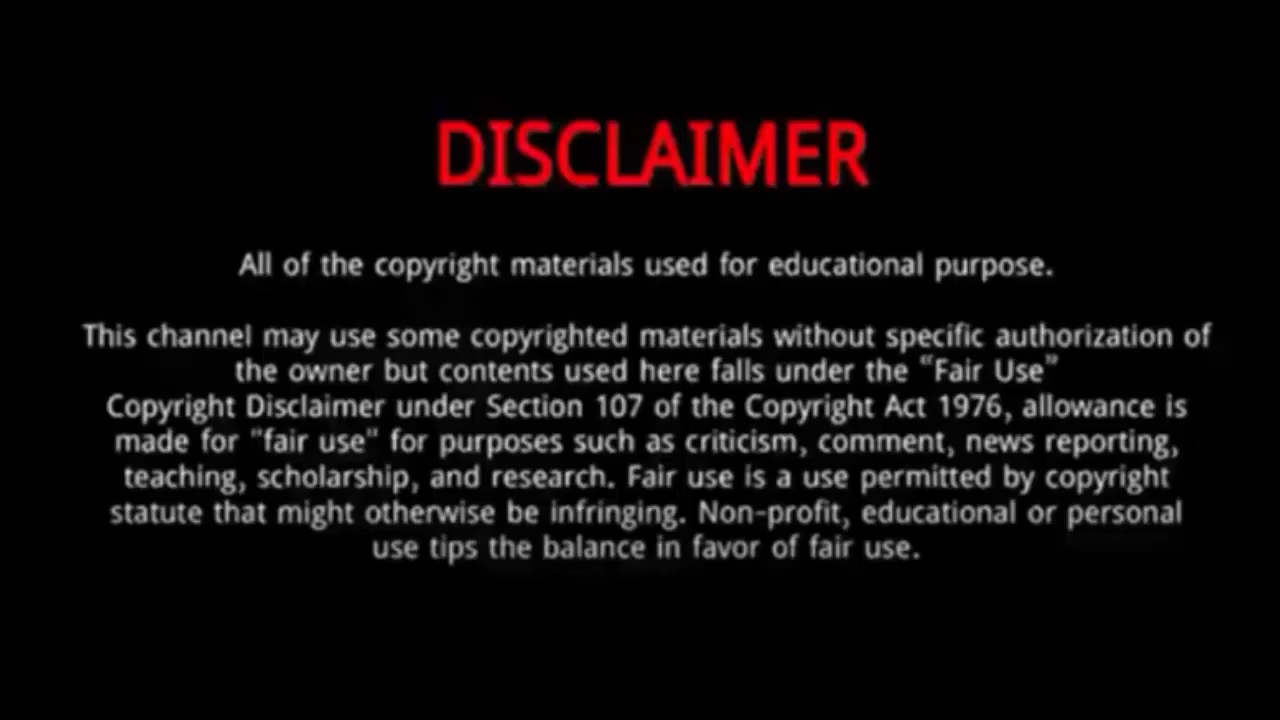 DISCLAIMER
All of the copyright materials used for educational purpose.
This channel may use some copyrighted materials without specific authorization of
the owner but contents used here falls under the “Fair Use”
Copyright Disclaimer under Section 107 of the Copyright Act 1976, allowance is
made for "fair use" for purposes such as criticism, comment, news reporting,
teaching, scholarship, and research. Fair use is a use permitted by copyright
statute that might otherwise be infringing. Non-profit, educational or personal
use tips the balance in favor of fair use.